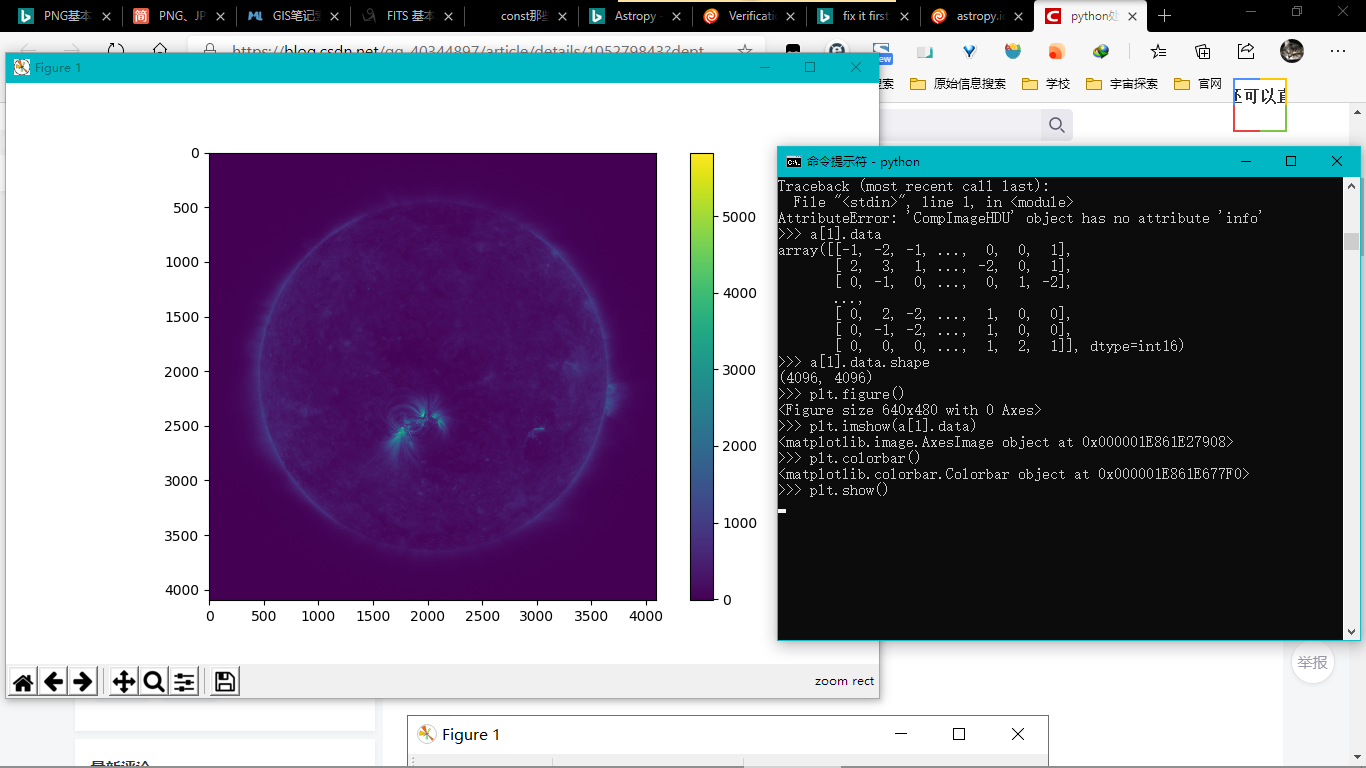 PNG基本
PNG、JP
GIS笔记
FITS 基本
const那些
Astropy
Verificati
fix it first
astropy.i
python处
https://blog.csdn.net/qq_40344897/article/details/105279843?dept
搜索
原始信息搜索
学校
宇宙探索
官网
还可以直
Figure 1
0
500
1000
1500
2000
2500
3000
3500
4000
0 500 1000 1500 2000 2500 3000 3500 4000
5000
4000
3000
2000
1000
0
zoom rect
命令提示符 - python
Traceback (most recent call last):
File "<stdin>", line 1, in <module>
AttributeError: 'CompImageHDU' object has no attribute 'info'
>>> a[1].data
array([[-1, -2, -1, ..., 0, 0, 1],
[ 2, 3, 1, ..., -2, 0, 1],
[ 0, -1, 0, ..., 0, 1, -2],
...,
[ 0, 2, -2, ..., 1, 0, 0],
[ 0, -1, -2, ..., 1, 0, 0],
[ 0, 0, 0, ..., 1, 2, 1]], dtype=int16)
>>> a[1].data.shape
(4096, 4096)
>>> plt.figure()
<Figure size 640x480 with 0 Axes>
>>> plt.imshow(a[1].data)
<matplotlib.image.AxesImage object at 0x000001E861E27908>
>>> plt.colorbar()
<matplotlib.colorbar.Colorbar object at 0x000001E861E677F0>
>>> plt.show()
举报
Figure 1
最新评论